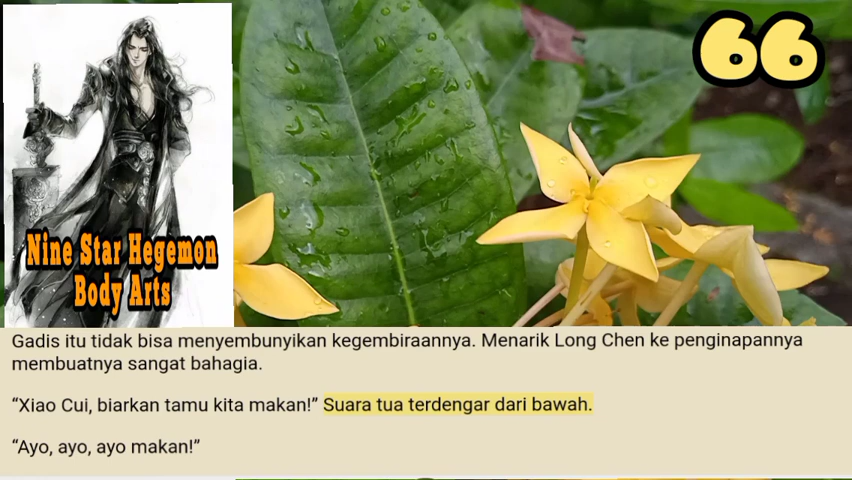 66
Nine Star Hegemon
Body Arts
Gadis itu tidak bisa menyembunyikan kegembiraannya. Menarik Long Chen ke penginapannya
membuatnya sangat bahagia.
“Xiao Cui, biarkan tamu kita makan!” Suara tua terdengar dari bawah.
“Ayo, ayo, ayo makan!”